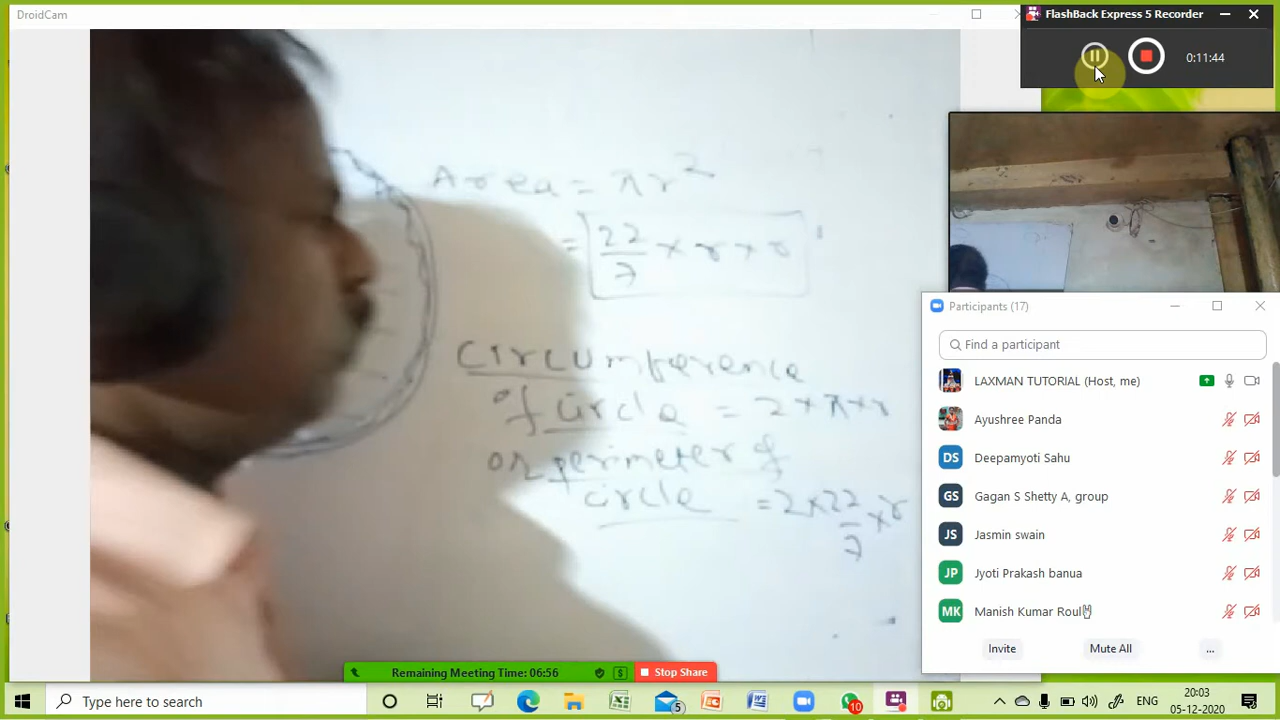 DroidCam
FlashBack Express 5 Recorder
0:11:44
Area = πr²
= 22/7 × r × r
Circumference
of circle = 2 × π × r
or perimeter of
circle = 2 × 22/7 × r
Participants (17)
Find a participant
LAXMAN TUTORIAL (Host, me)
Ayushree Panda
DS Deepamyoti Sahu
GS Gagan S Shetty A, group
JS Jasmin swain
JP Jyoti Prakash banua
MK Manish Kumar Roul
Invite Mute All ...
Remaining Meeting Time: 06:56 Stop Share
Type here to search
5
10
ENG
20:03
05-12-2020